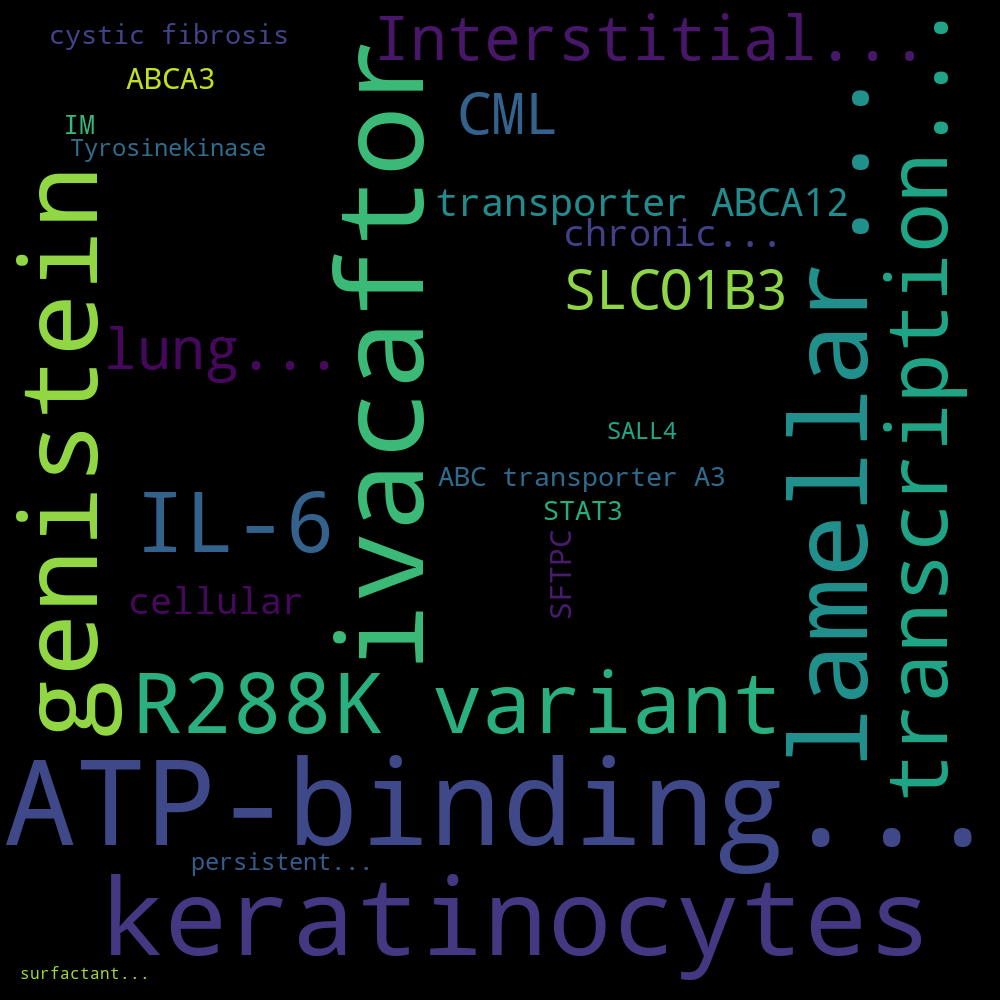 cystic fibrosis
Interstitial...
ABCA3
CML
IM
Tyrosinekinase
transporter ABCA12
chronic...
SLCO1B3
genistein
ivacaftor
lamellar...
transcription...
lung...
SALL4
ABC transporter A3
IL-6
STAT3
SFTPC
cellular
R288K variant
ATP-binding...
persistent...
keratinocytes
surfactant...